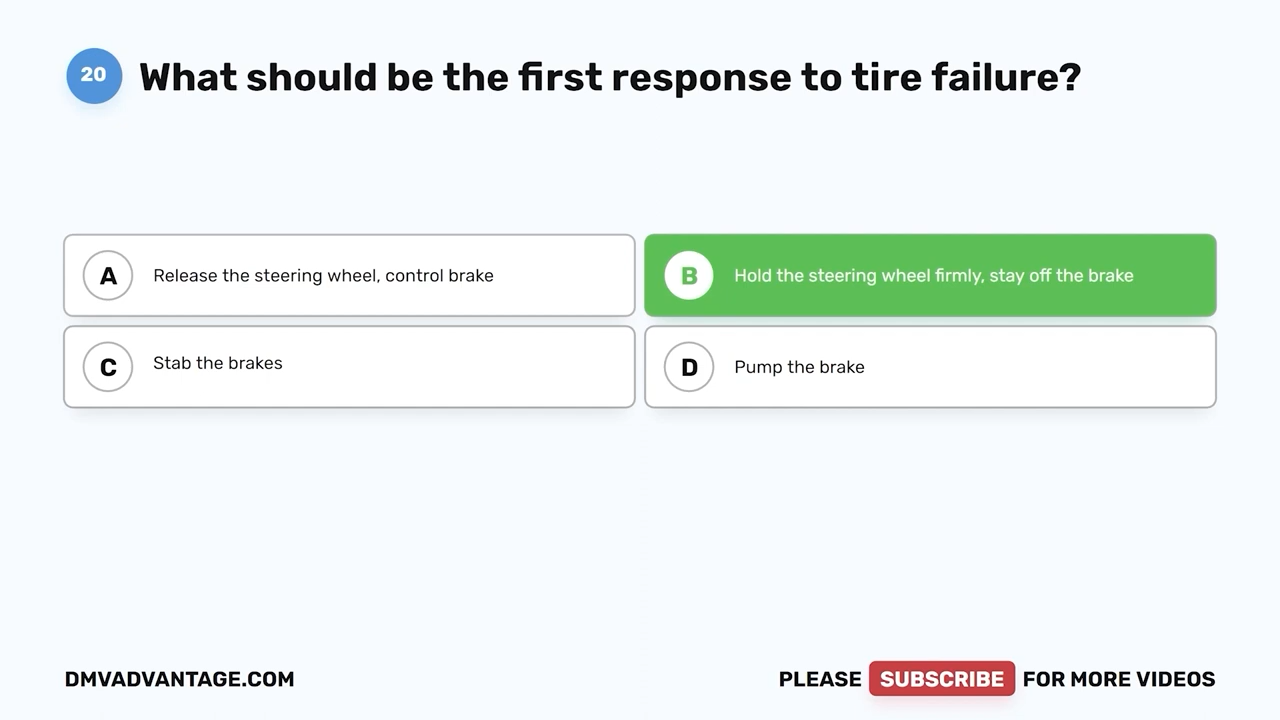 20 What should be the first response to tire failure?
A Release the steering wheel, control brake
B Hold the steering wheel firmly, stay off the brake
C Stab the brakes
D Pump the brake
DMVADVANTAGE.COM
PLEASE SUBSCRIBE FOR MORE VIDEOS